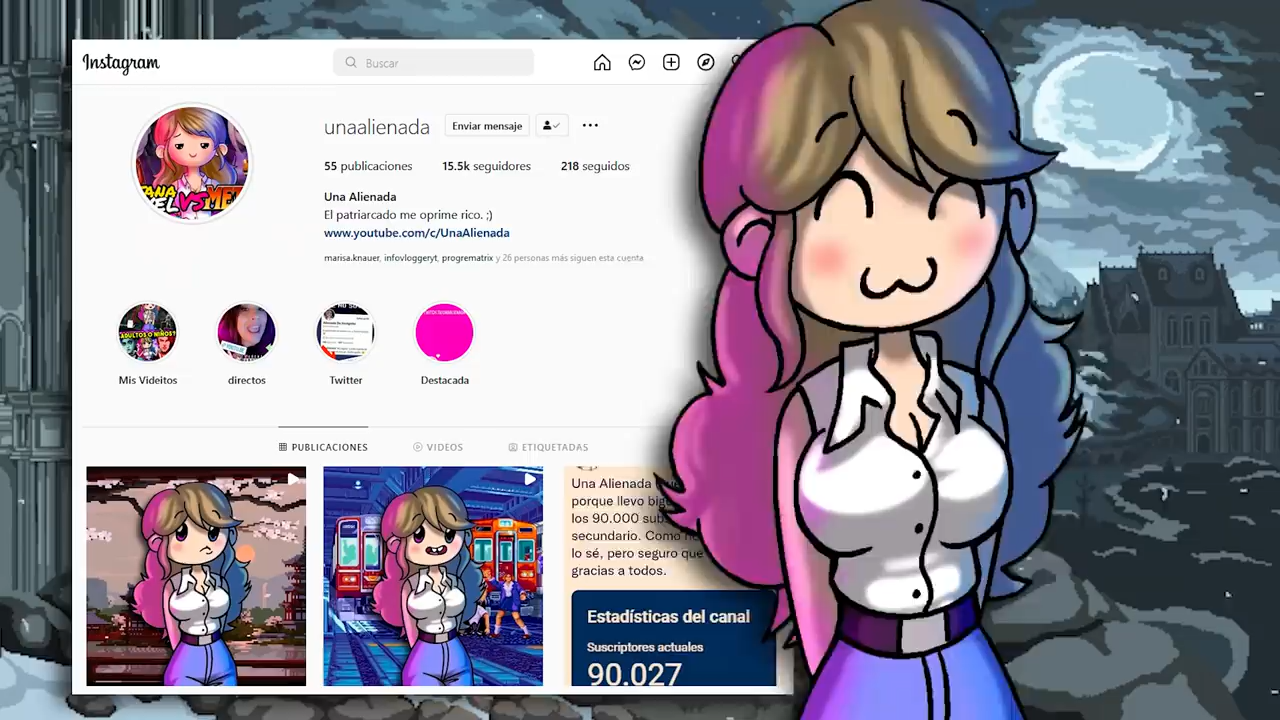 Instagram
Buscar
unaalienada
Enviar mensaje
55 publicaciones 15.5k seguidores 218 seguidos
Una Alienada
El patriarcado me oprime rico. ;)
www.youtube.com/c/UnaAlienada
marisa.knauer, infovloggeryt, progrematrix y 26 personas más siguen esta cuenta
ADULTOS O NIÑOS?
Mis Videitos directos Twitter Destacada
PUBLICACIONES VIDEOS ETIQUETADAS
Una Alienada
porque llevo
los 90.000
secundario. Como
lo sé, pero seguro que
gracias a todos.
Estadísticas del canal
Suscriptores actuales
90.027